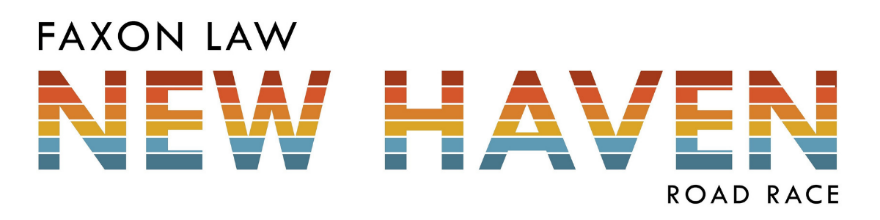 FAXON LAW
NEW HAVEN
ROAD RACE